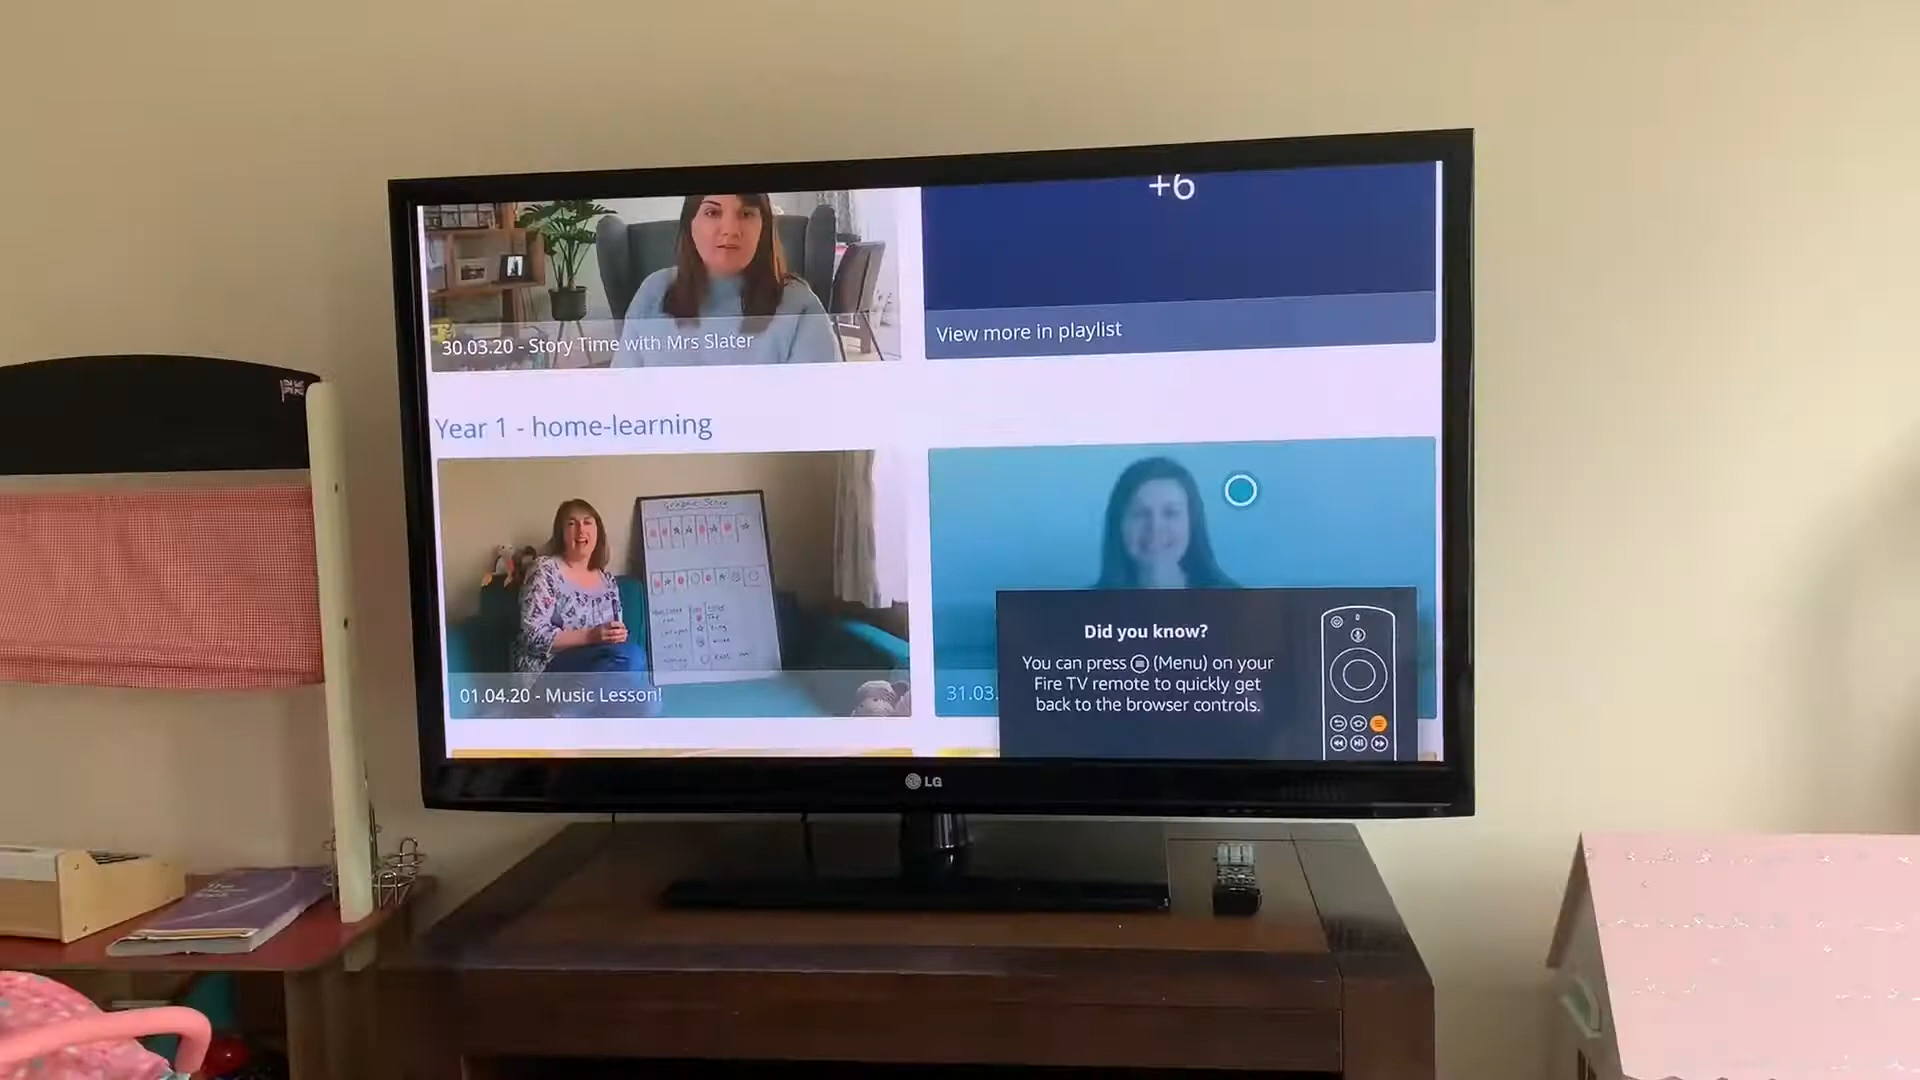 +6
30.03.20 - Story Time with Mrs Slater
View more in playlist
Year 1 - home-learning
Graphic Score
01.04.20 - Music Lesson!
31.03.
Did you know?
You can press (Menu) on your
Fire TV remote to quickly get
back to the browser controls.
LG